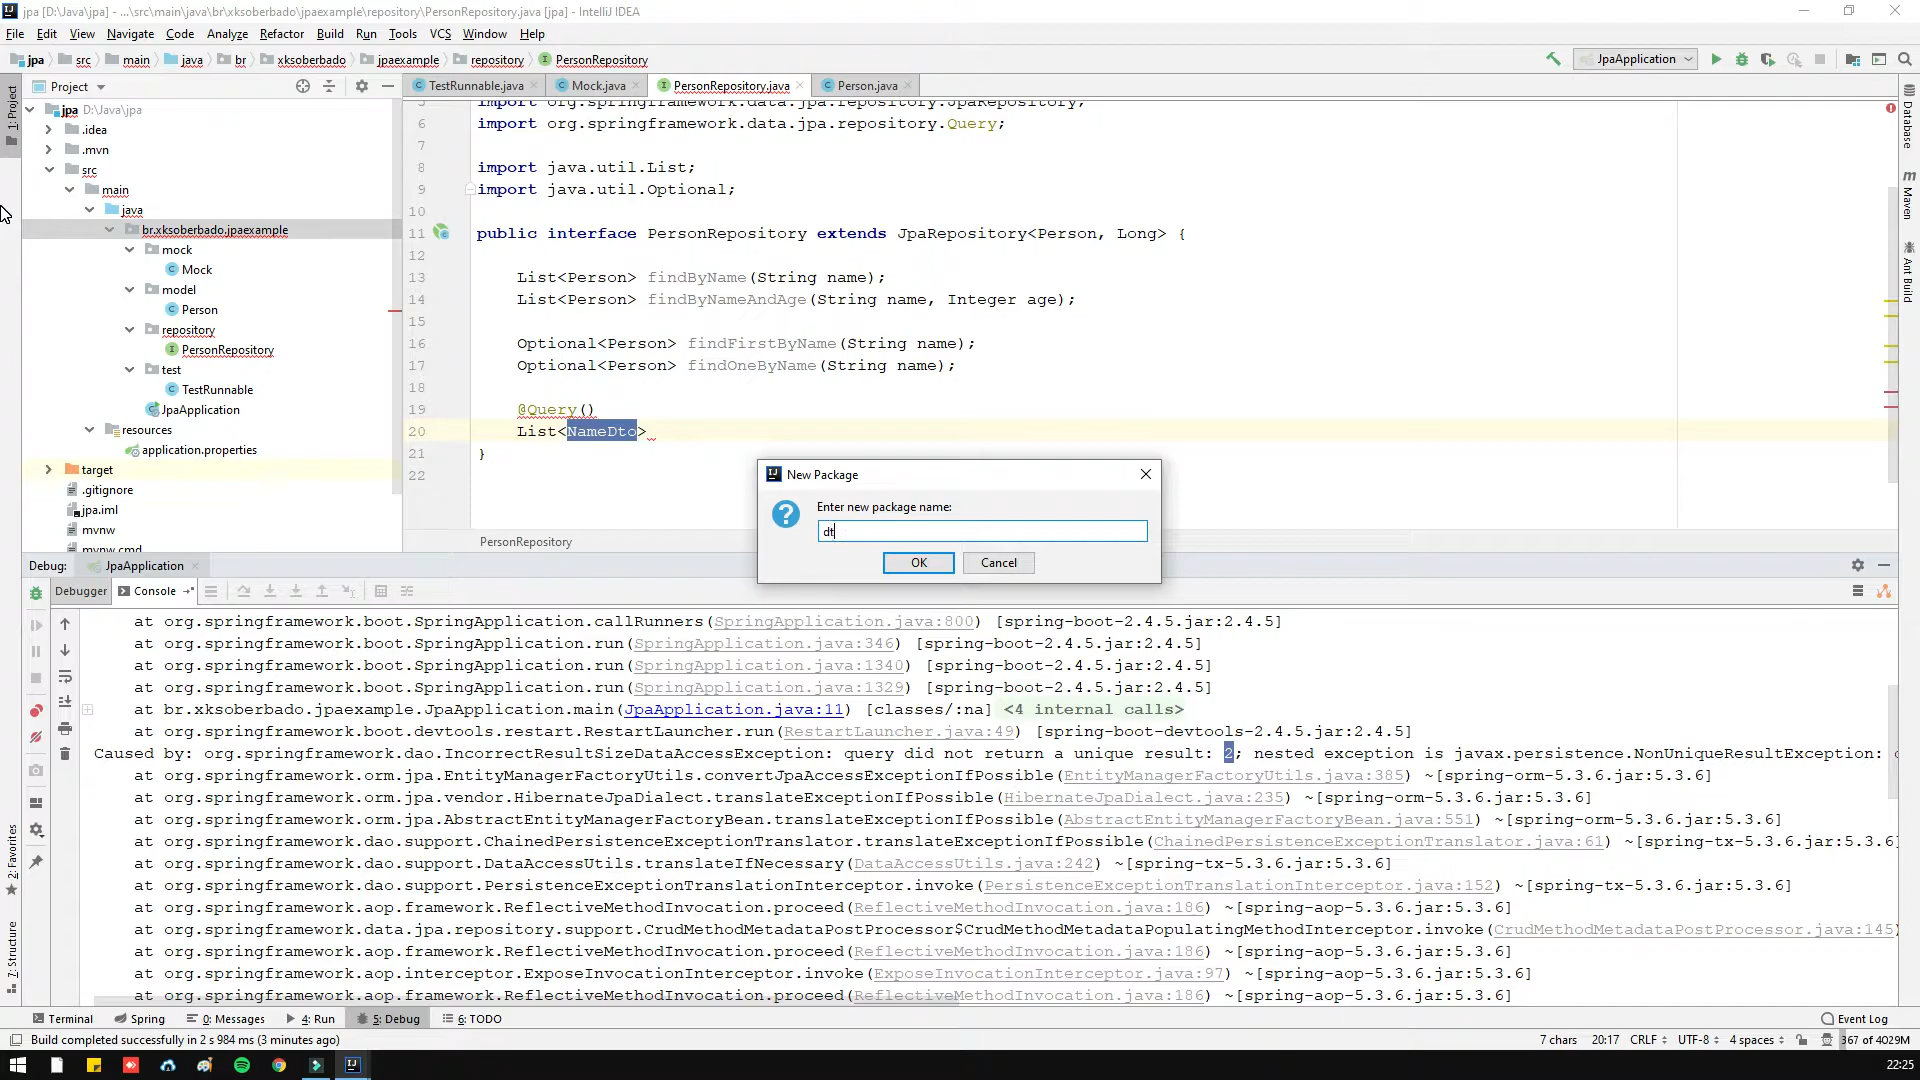 jpa [D:\Java\jpa] - ...\src\main\java\br\xksoberbado\jpaexample\repository\PersonRepository.java [jpa] - IntelliJ IDEA
File Edit View Navigate Code Analyze Refactor Build Run Tools VCS Window Help
jpa src main java br xksoberbado jpaexample repository PersonRepository
JpaApplication
1: Project
Project
TestRunnable.java
Mock.java
PersonRepository.java
Person.java
jpa D:\Java\jpa
.idea
.mvn
src
main
java
br.xksoberbado.jpaexample
mock
Mock
model
Person
repository
PersonRepository
test
TestRunnable
JpaApplication
resources
application.properties
target
.gitignore
jpa.iml
mvnw
mvnw.cmd
5 import org.springframework.data.jpa.repository.JpaRepository;
6 import org.springframework.data.jpa.repository.Query;
7
8 import java.util.List;
9 import java.util.Optional;
10
11 public interface PersonRepository extends JpaRepository<Person, Long> {
12
13 List<Person> findByName(String name);
14 List<Person> findByNameAndAge(String name, Integer age);
15
16 Optional<Person> findFirstByName(String name);
17 Optional<Person> findOneByName(String name);
18
19 @Query()
20 List<NameDto>
21 }
22
PersonRepository
Database
Maven
Ant Build
New Package
Enter new package name:
dt
OK
Cancel
Debug: JpaApplication
Debugger Console
at org.springframework.boot.SpringApplication.callRunners(SpringApplication.java:800) [spring-boot-2.4.5.jar:2.4.5]
at org.springframework.boot.SpringApplication.run(SpringApplication.java:346) [spring-boot-2.4.5.jar:2.4.5]
at org.springframework.boot.SpringApplication.run(SpringApplication.java:1340) [spring-boot-2.4.5.jar:2.4.5]
at org.springframework.boot.SpringApplication.run(SpringApplication.java:1329) [spring-boot-2.4.5.jar:2.4.5]
at br.xksoberbado.jpaexample.JpaApplication.main(JpaApplication.java:11) [classes/:na] <4 internal calls>
at org.springframework.boot.devtools.restart.RestartLauncher.run(RestartLauncher.java:49) [spring-boot-devtools-2.4.5.jar:2.4.5]
Caused by: org.springframework.dao.IncorrectResultSizeDataAccessException: query did not return a unique result: 2; nested exception is javax.persistence.NonUniqueResultException:
at org.springframework.orm.jpa.EntityManagerFactoryUtils.convertJpaAccessExceptionIfPossible(EntityManagerFactoryUtils.java:385) ~[spring-orm-5.3.6.jar:5.3.6]
at org.springframework.orm.jpa.vendor.HibernateJpaDialect.translateExceptionIfPossible(HibernateJpaDialect.java:235) ~[spring-orm-5.3.6.jar:5.3.6]
at org.springframework.orm.jpa.AbstractEntityManagerFactoryBean.translateExceptionIfPossible(AbstractEntityManagerFactoryBean.java:551) ~[spring-orm-5.3.6.jar:5.3.6]
at org.springframework.dao.support.ChainedPersistenceExceptionTranslator.translateExceptionIfPossible(ChainedPersistenceExceptionTranslator.java:61) ~[spring-tx-5.3.6.jar:5.3.6]
at org.springframework.dao.support.DataAccessUtils.translateIfNecessary(DataAccessUtils.java:242) ~[spring-tx-5.3.6.jar:5.3.6]
at org.springframework.dao.support.PersistenceExceptionTranslationInterceptor.invoke(PersistenceExceptionTranslationInterceptor.java:152) ~[spring-tx-5.3.6.jar:5.3.6]
at org.springframework.aop.framework.ReflectiveMethodInvocation.proceed(ReflectiveMethodInvocation.java:186) ~[spring-aop-5.3.6.jar:5.3.6]
at org.springframework.data.jpa.repository.support.CrudMethodMetadataPostProcessor$CrudMethodMetadataPopulatingMethodInterceptor.invoke(CrudMethodMetadataPostProcessor.java:145)
at org.springframework.aop.framework.ReflectiveMethodInvocation.proceed(ReflectiveMethodInvocation.java:186) ~[spring-aop-5.3.6.jar:5.3.6]
at org.springframework.aop.interceptor.ExposeInvocationInterceptor.invoke(ExposeInvocationInterceptor.java:97) ~[spring-aop-5.3.6.jar:5.3.6]
at org.springframework.aop.framework.ReflectiveMethodInvocation.proceed(ReflectiveMethodInvocation.java:186) ~[spring-aop-5.3.6.jar:5.3.6]
2: Favorites
7: Structure
Terminal Spring 0: Messages 4: Run 5: Debug 6: TODO Event Log
Build completed successfully in 2 s 984 ms (3 minutes ago) 7 chars 20:17 CRLF UTF-8 4 spaces 367 of 4029M
22:25